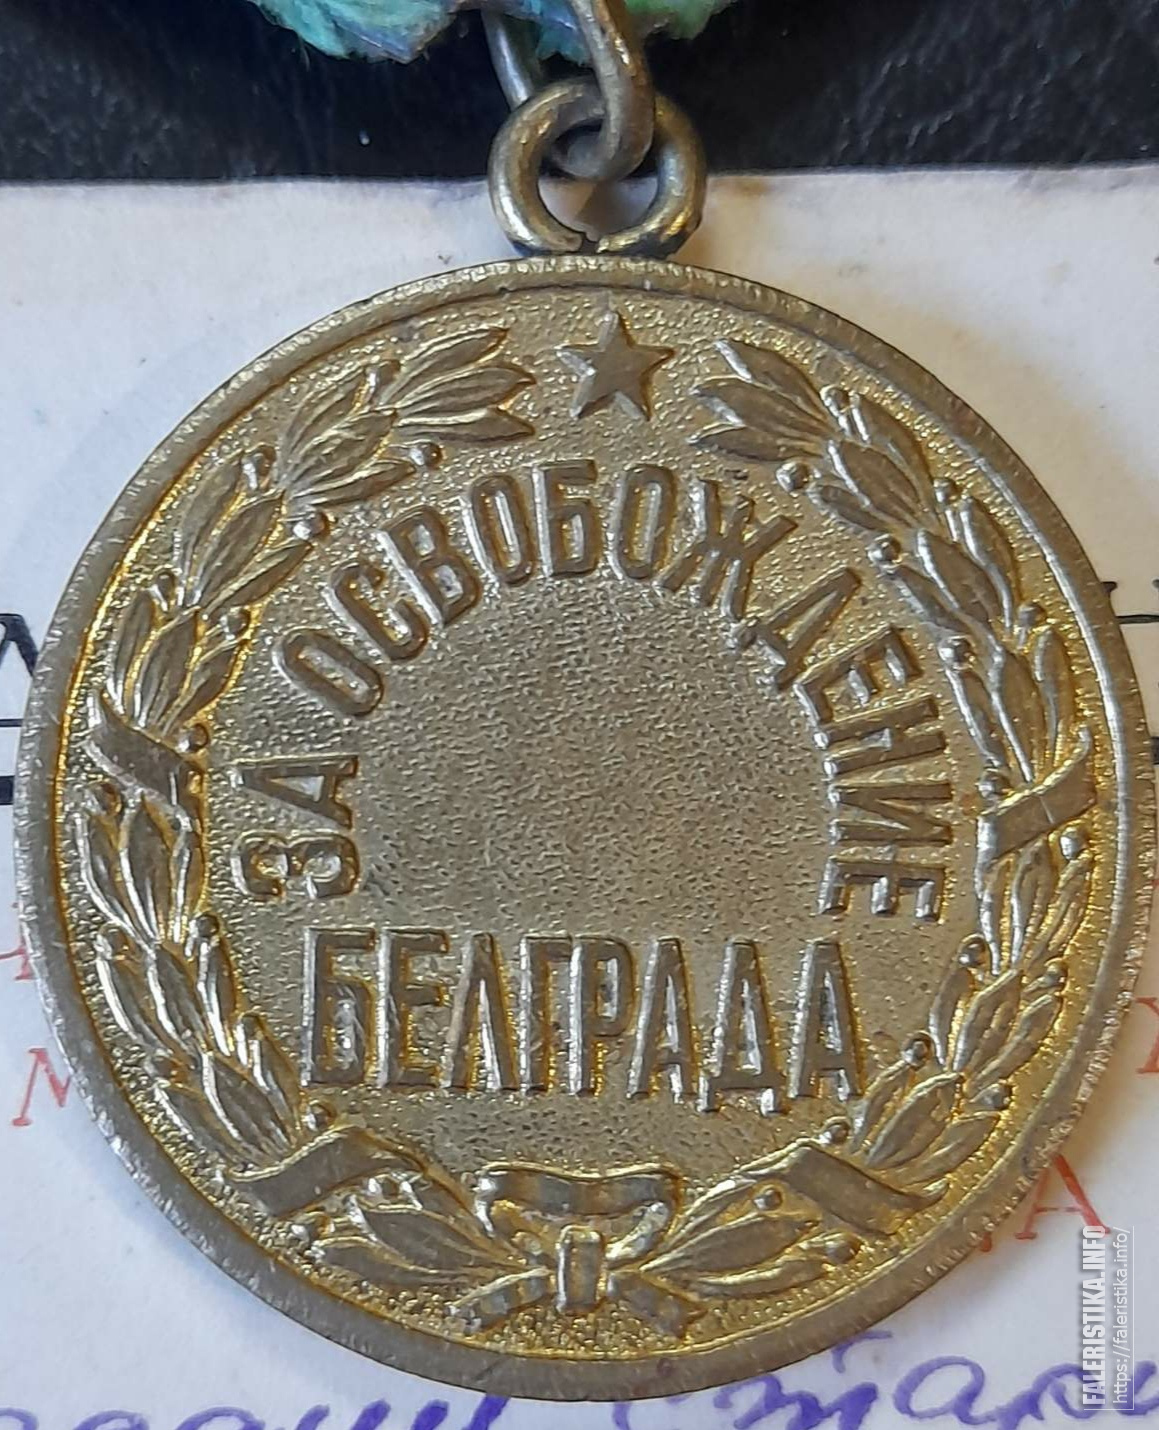 ЗА ОСВОБОЖДЕНИЕ
БЕЛГРАДА
FALERISTIKA.INFO
https://faleristika.info/